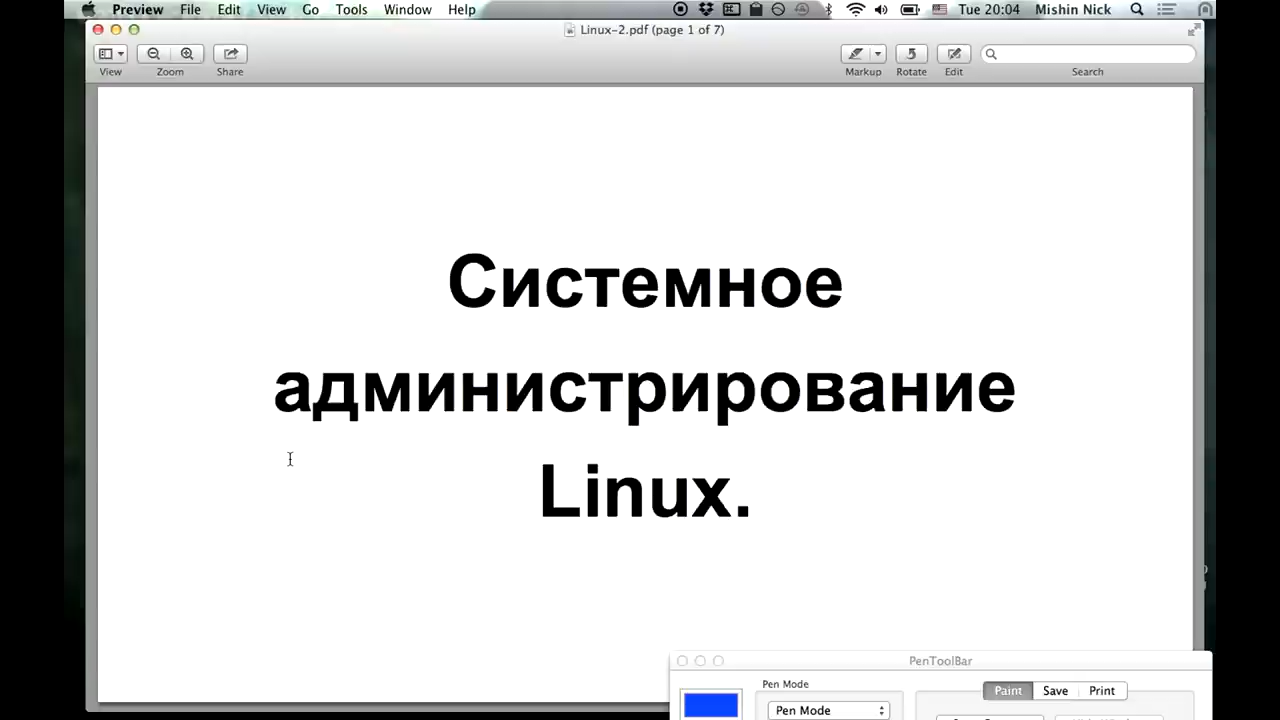 Preview File Edit View Go Tools Window Help Tue 20:04 Mishin Nick
Linux-2.pdf (page 1 of 7)
View Zoom Share Markup Rotate Edit Search
Системное
администрирование
Linux.
PenToolBar
Pen Mode
Paint Save Print
Pen Mode